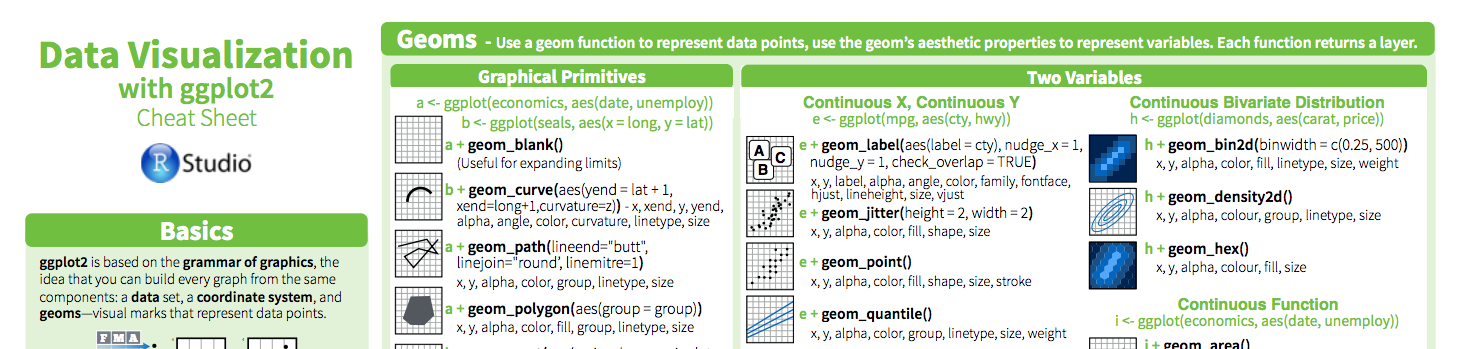 Data Visualization
with ggplot2
Cheat Sheet
R Studio
Basics
ggplot2 is based on the grammar of graphics, the
idea that you can build every graph from the same
components: a data set, a coordinate system, and
geoms—visual marks that represent data points.
F M A
Geoms - Use a geom function to represent data points, use the geom's aesthetic properties to represent variables. Each function returns a layer.
Graphical Primitives
a <- ggplot(economics, aes(date, unemploy))
b <- ggplot(seals, aes(x = long, y = lat))
a + geom_blank()
(Useful for expanding limits)
b + geom_curve(aes(yend = lat + 1,
xend=long+1,curvature=z)) - x, xend, y, yend,
alpha, angle, color, curvature, linetype, size
a + geom_path(lineend="butt",
linejoin="round', linemitre=1)
x, y, alpha, color, group, linetype, size
a + geom_polygon(aes(group = group))
x, y, alpha, color, fill, group, linetype, size
Two Variables
Continuous X, Continuous Y
e <- ggplot(mpg, aes(cty, hwy))
A
C
B
e + geom_label(aes(label = cty), nudge_x = 1,
nudge_y = 1, check_overlap = TRUE)
x, y, label, alpha, angle, color, family, fontface,
hjust, lineheight, size, vjust
e + geom_jitter(height = 2, width = 2)
x, y, alpha, color, fill, shape, size
e + geom_point()
x, y, alpha, color, fill, shape, size, stroke
e + geom_quantile()
x, y, alpha, color, group, linetype, size, weight
Continuous Bivariate Distribution
h <- ggplot(diamonds, aes(carat, price))
h + geom_bin2d(binwidth = c(0.25, 500))
x, y, alpha, color, fill, linetype, size, weight
h + geom_density2d()
x, y, alpha, colour, group, linetype, size
h + geom_hex()
x, y, alpha, colour, fill, size
Continuous Function
i <- ggplot(economics, aes(date, unemploy))
i + geom_area()